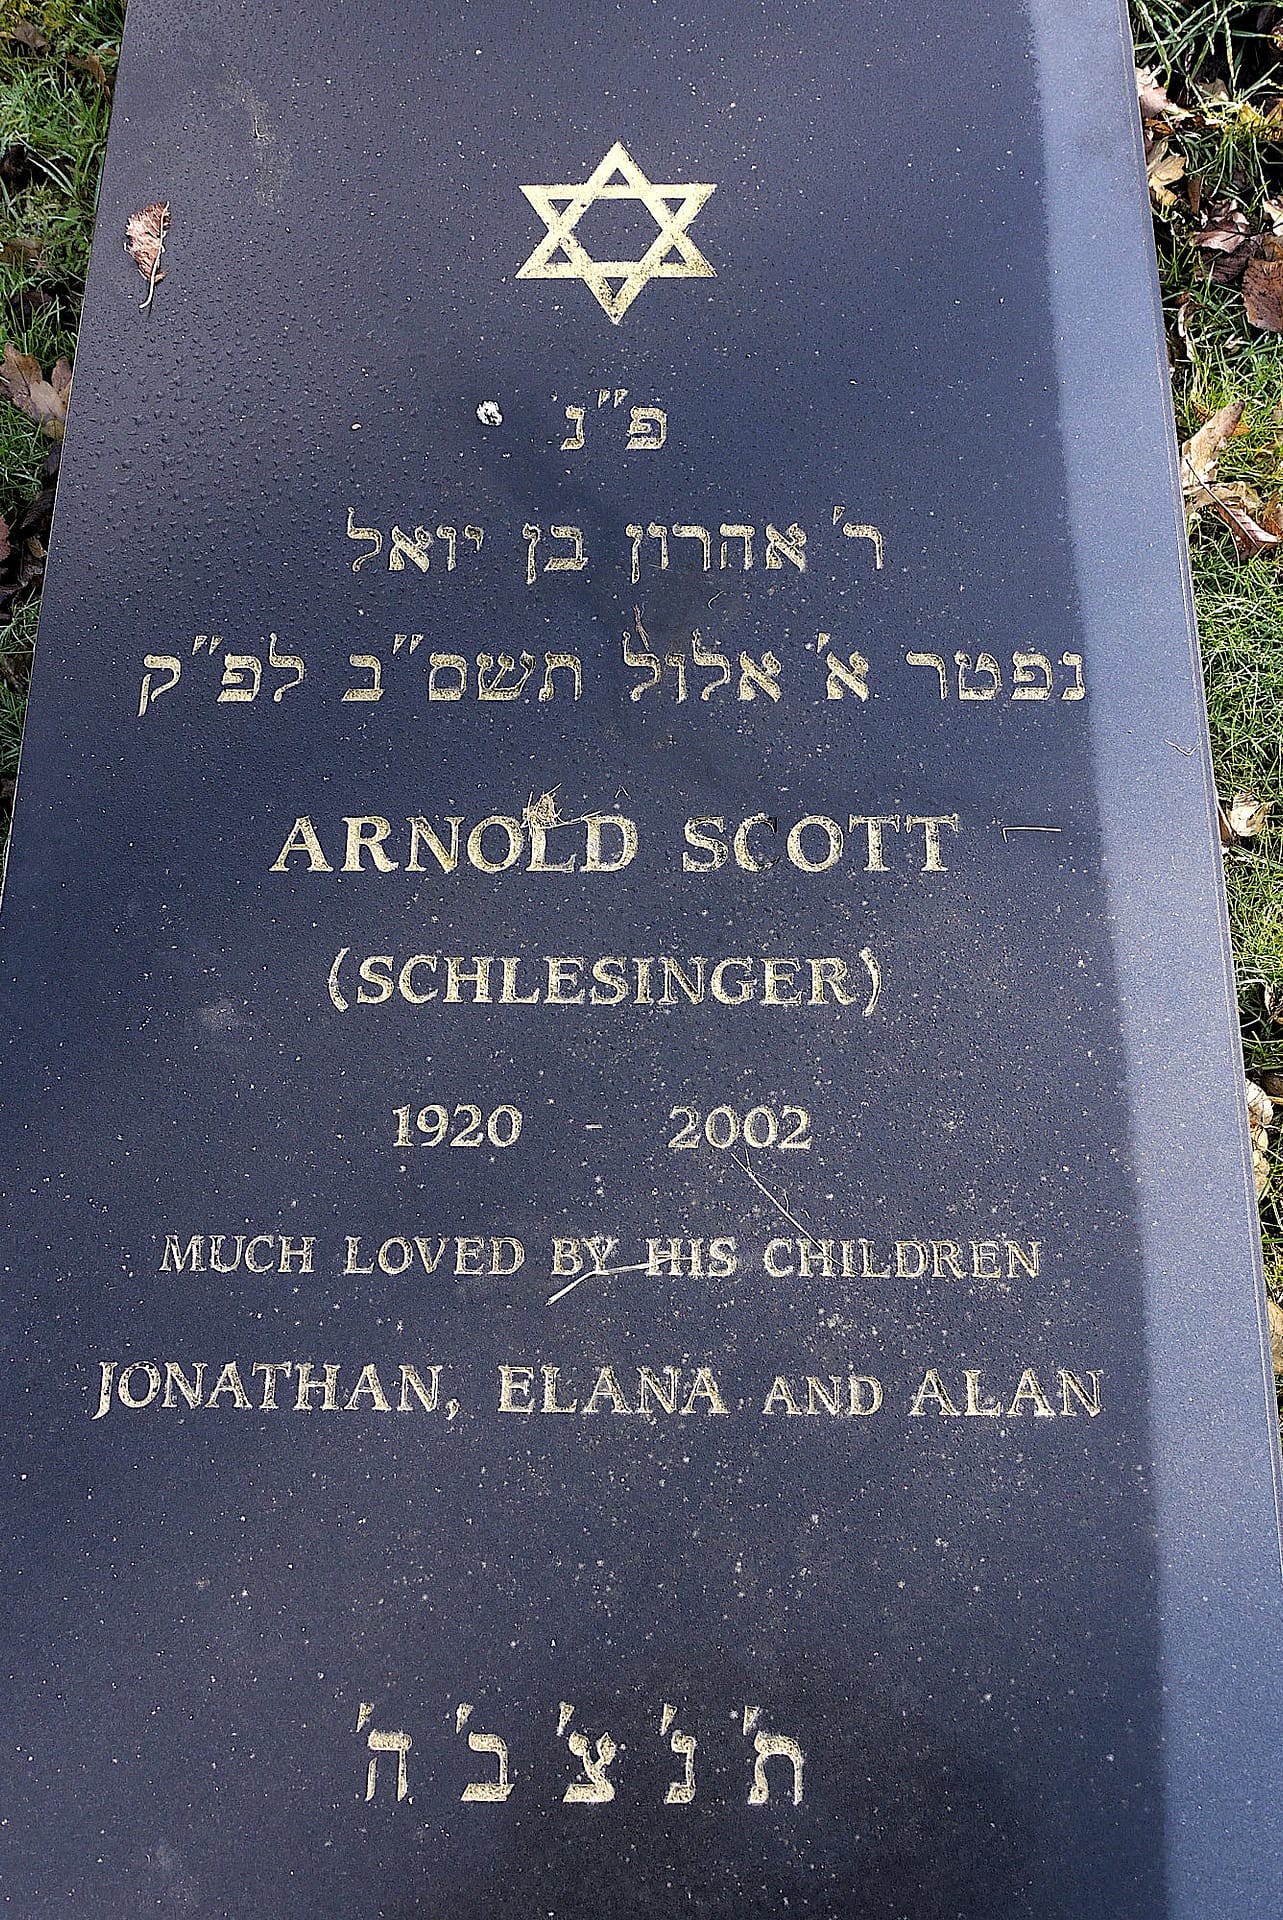 פ״נ
ר׳ אהרון בן יואל
נפטר א׳ אלול תשס״ב לפ״ק
ARNOLD SCOTT
(SCHLESINGER)
1920 - 2002
MUCH LOVED BY HIS CHILDREN
JONATHAN, ELANA AND ALAN
ת׳ נ׳ צ׳ ב׳ ה׳